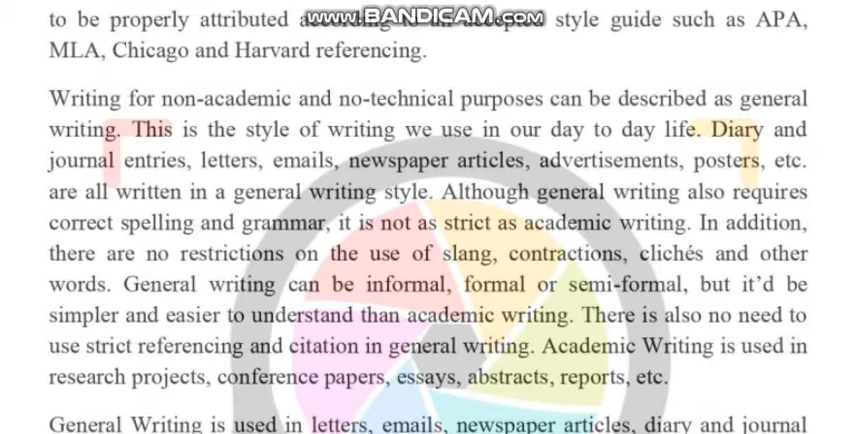 www.BANDICAM.com
to be properly attributed according to an accepted style guide such as APA,
MLA, Chicago and Harvard referencing.
Writing for non-academic and no-technical purposes can be described as general
writing. This is the style of writing we use in our day to day life. Diary and
journal entries, letters, emails, newspaper articles, advertisements, posters, etc.
are all written in a general writing style. Although general writing also requires
correct spelling and grammar, it is not as strict as academic writing. In addition,
there are no restrictions on the use of slang, contractions, clichés and other
words. General writing can be informal, formal or semi-formal, but it’d be
simpler and easier to understand than academic writing. There is also no need to
use strict referencing and citation in general writing. Academic Writing is used in
research projects, conference papers, essays, abstracts, reports, etc.
General Writing is used in letters, emails, newspaper articles, diary and journal